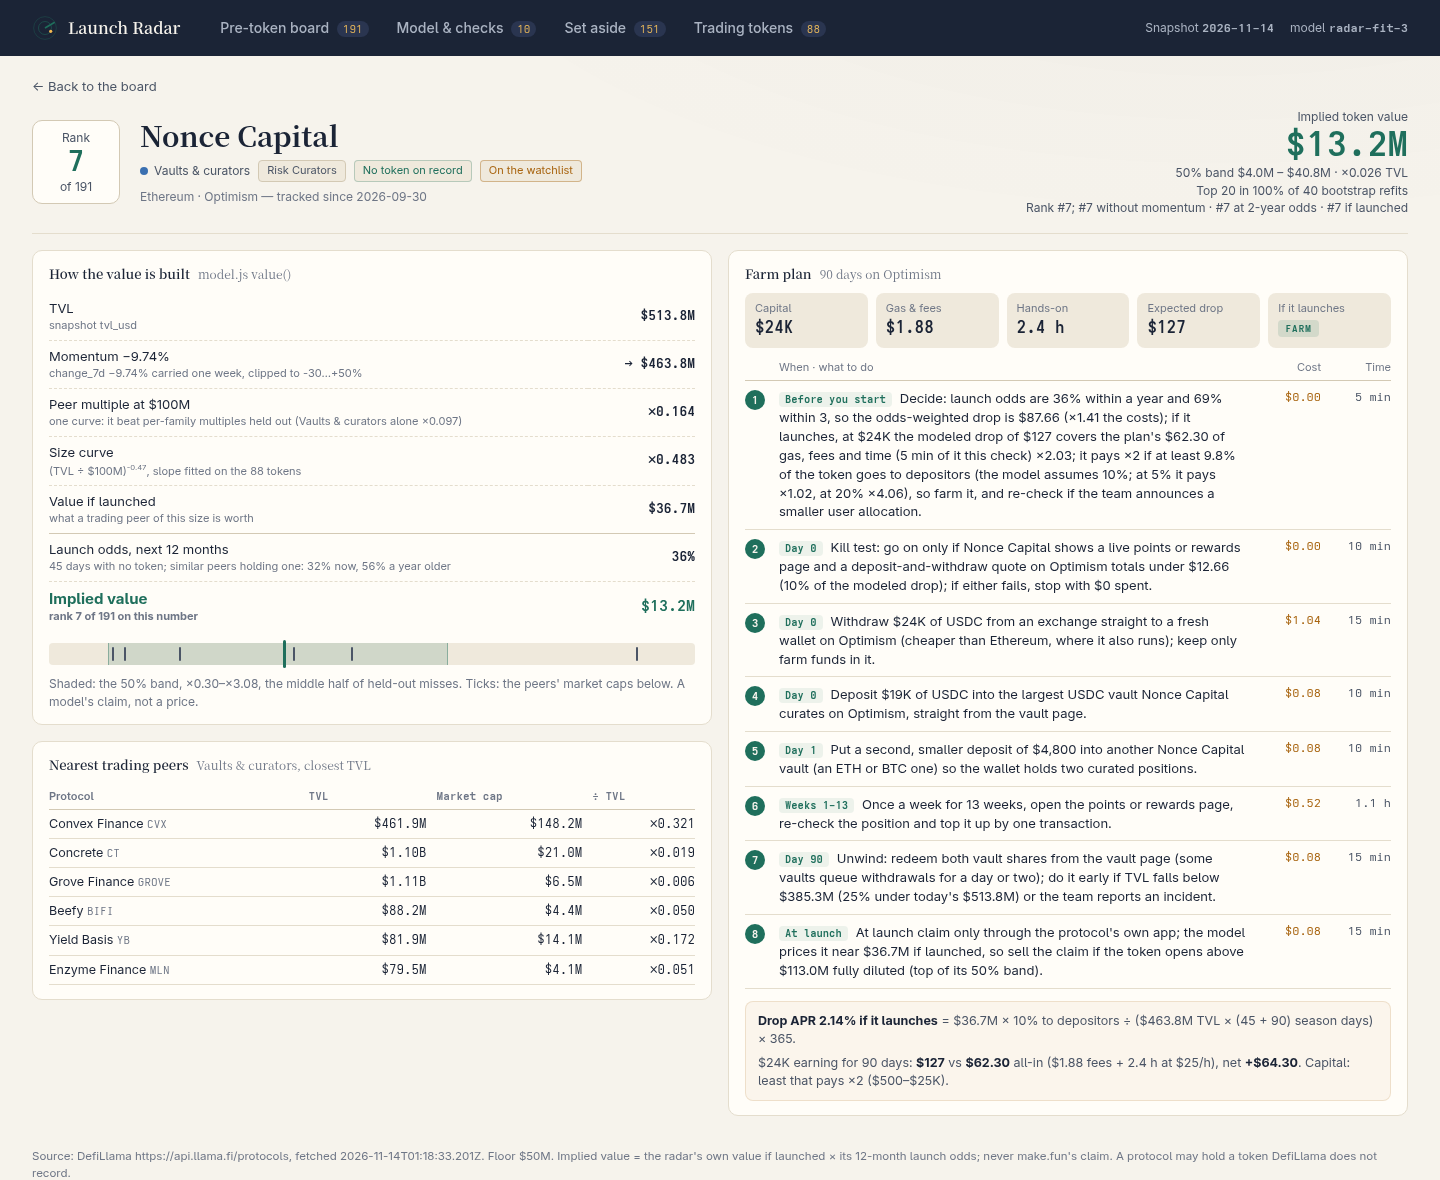 Launch Radar
Pre-token board 191
Model & checks 10
Set aside 151
Trading tokens 88
Snapshot 2026-11-14 model radar-fit-3
← Back to the board
Rank
7
of 191
Nonce Capital
Vaults & curators Risk Curators No token on record On the watchlist
Ethereum · Optimism — tracked since 2026-09-30
Implied token value
$13.2M
50% band $4.0M – $40.8M · ×0.026 TVL
Top 20 in 100% of 40 bootstrap refits
Rank #7; #7 without momentum · #7 at 2-year odds · #7 if launched
How the value is built model.js value()
TVL
snapshot tvl_usd
$513.8M
Momentum −9.74%
change_7d −9.74% carried one week, clipped to -30…+50%
→ $463.8M
Peer multiple at $100M
one curve: it beat per-family multiples held out (Vaults & curators alone ×0.097)
×0.164
Size curve
(TVL ÷ $100M)^−0.47, slope fitted on the 88 tokens
×0.483
Value if launched
what a trading peer of this size is worth
$36.7M
Launch odds, next 12 months
45 days with no token; similar peers holding one: 32% now, 56% a year older
36%
Implied value
rank 7 of 191 on this number
$13.2M
Shaded: the 50% band, ×0.30–×3.08, the middle half of held-out misses. Ticks: the peers' market caps below. A
model's claim, not a price.
Nearest trading peers Vaults & curators, closest TVL
Protocol TVL Market cap ÷ TVL
Convex Finance CVX $461.9M $148.2M ×0.321
Concrete CT $1.10B $21.0M ×0.019
Grove Finance GROVE $1.11B $6.5M ×0.006
Beefy BIFI $88.2M $4.4M ×0.050
Yield Basis YB $81.9M $14.1M ×0.172
Enzyme Finance MLN $79.5M $4.1M ×0.051
Farm plan 90 days on Optimism
Capital
$24K
Gas & fees
$1.88
Hands-on
2.4 h
Expected drop
$127
If it launches
FARM
When · what to do Cost Time
1 Before you start Decide: launch odds are 36% within a year and 69% $0.00 5 min
within 3, so the odds-weighted drop is $87.66 (×1.41 the costs); if it
launches, at $24K the modeled drop of $127 covers the plan's $62.30 of
gas, fees and time (5 min of it this check) ×2.03; it pays ×2 if at least 9.8%
of the token goes to depositors (the model assumes 10%; at 5% it pays
×1.02, at 20% ×4.06), so farm it, and re-check if the team announces a
smaller user allocation.
2 Day 0 Kill test: go on only if Nonce Capital shows a live points or rewards $0.00 10 min
page and a deposit-and-withdraw quote on Optimism totals under $12.66
(10% of the modeled drop); if either fails, stop with $0 spent.
3 Day 0 Withdraw $24K of USDC from an exchange straight to a fresh $1.04 15 min
wallet on Optimism (cheaper than Ethereum, where it also runs); keep only
farm funds in it.
4 Day 0 Deposit $19K of USDC into the largest USDC vault Nonce Capital $0.08 10 min
curates on Optimism, straight from the vault page.
5 Day 1 Put a second, smaller deposit of $4,800 into another Nonce Capital $0.08 10 min
vault (an ETH or BTC one) so the wallet holds two curated positions.
6 Weeks 1–13 Once a week for 13 weeks, open the points or rewards page, $0.52 1.1 h
re-check the position and top it up by one transaction.
7 Day 90 Unwind: redeem both vault shares from the vault page (some $0.08 15 min
vaults queue withdrawals for a day or two); do it early if TVL falls below
$385.3M (25% under today's $513.8M) or the team reports an incident.
8 At launch At launch claim only through the protocol's own app; the model $0.08 15 min
prices it near $36.7M if launched, so sell the claim if the token opens above
$113.0M fully diluted (top of its 50% band).
Drop APR 2.14% if it launches = $36.7M × 10% to depositors ÷ ($463.8M TVL × (45 + 90) season days)
× 365.
$24K earning for 90 days: $127 vs $62.30 all-in ($1.88 fees + 2.4 h at $25/h), net +$64.30. Capital:
least that pays ×2 ($500–$25K).
Source: DefiLlama https://api.llama.fi/protocols, fetched 2026-11-14T01:18:33.201Z. Floor $50M. Implied value = the radar's own value if launched × its 12-month launch odds; never make.fun's claim. A protocol may hold a token DefiLlama does not
record.